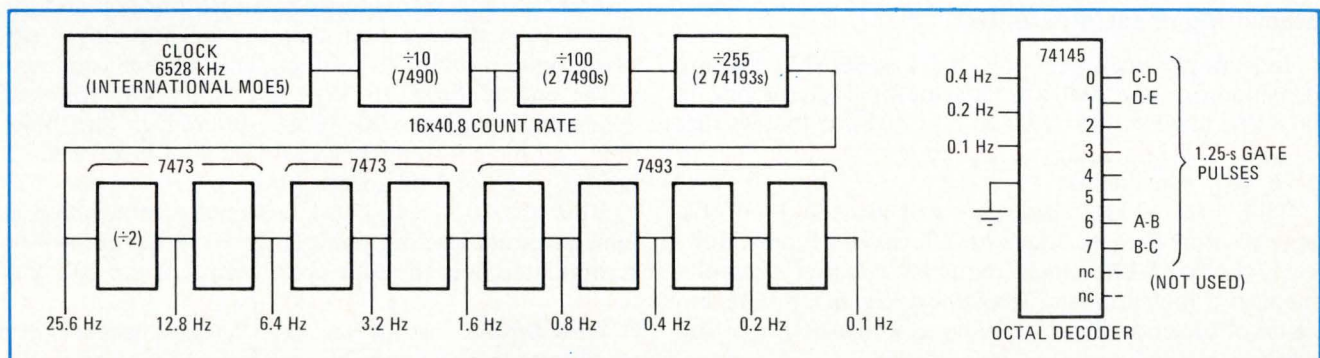 CLOCK
6528 kHz
(INTERNATIONAL MOE5)
÷10
(7490)
÷100
(2 7490s)
÷255
(2 74193s)
16x40.8 COUNT RATE
7473
7473
7493
(÷2)
25.6 Hz
12.8 Hz
6.4 Hz
3.2 Hz
1.6 Hz
0.8 Hz
0.4 Hz
0.2 Hz
0.1 Hz
74145
0.4 Hz
0.2 Hz
0.1 Hz
0 C-D
1 D-E
2
3
4
5
6 A-B
7 B-C
nc
nc
1.25-s GATE
PULSES
(NOT USED)
OCTAL DECODER